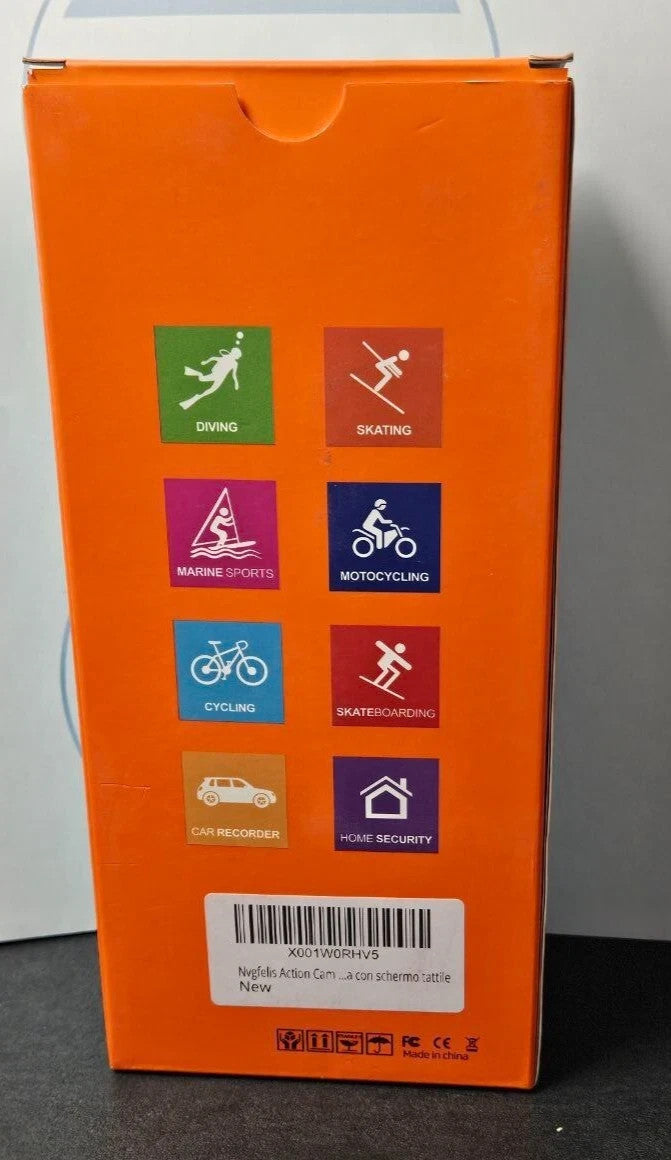 DIVING
SKATING
MARINE SPORTS
MOTOCYCLING
CYCLING
SKATEBOARDING
CAR RECORDER
HOME SECURITY
X001W0RHV5
Nvgfelis Action Cam ...a con schermo tattile
New
FC CE
Made in china